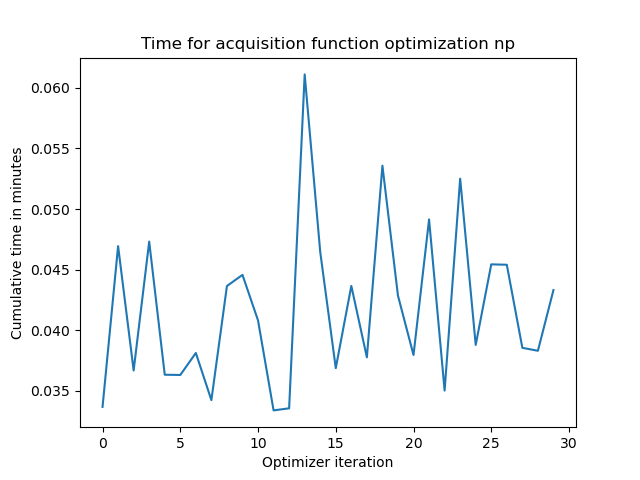 Time for acquisition function optimization np
0.060
0.055
0.050
0.045
0.040
0.035
Cumulative time in minutes
0 5 10 15 20 25 30
Optimizer iteration